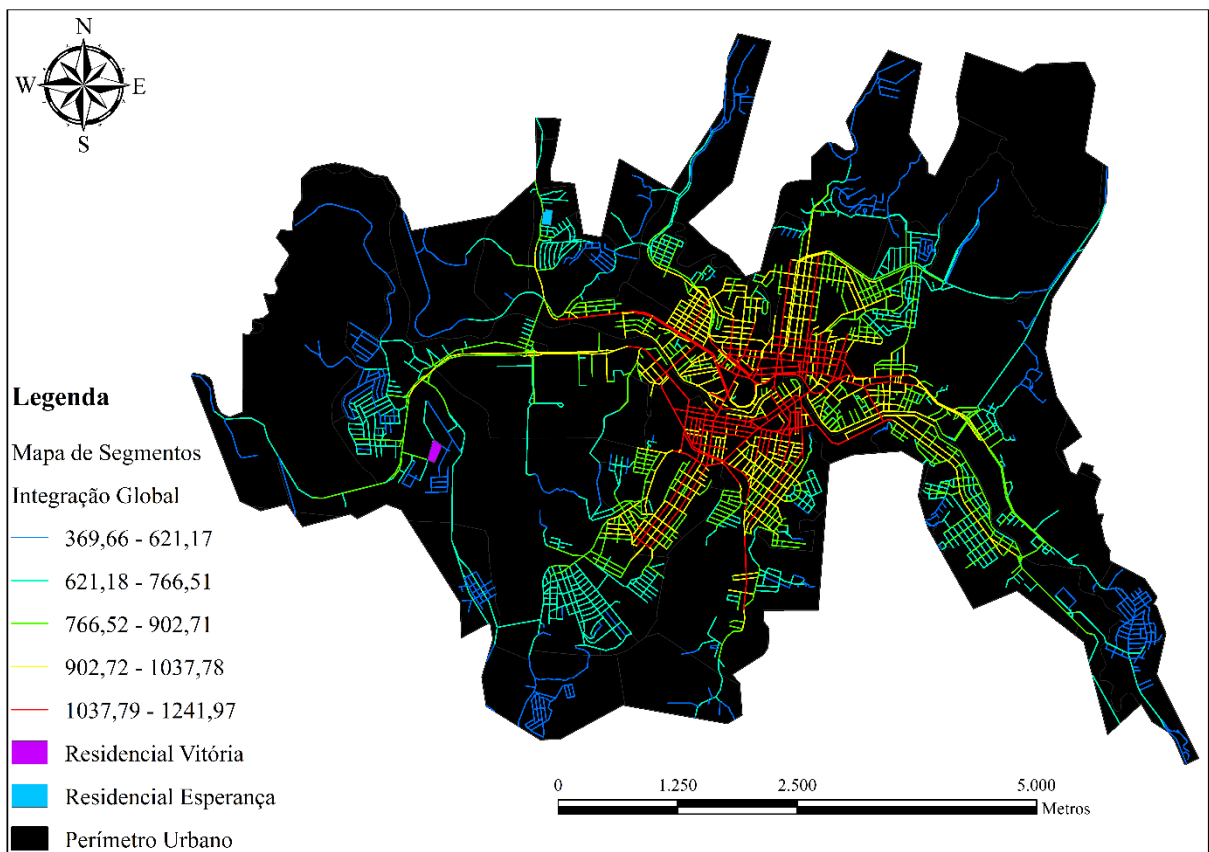 N
W E
S
Legenda
Mapa de Segmentos
Integração Global
369,66 - 621,17
621,18 - 766,51
766,52 - 902,71
902,72 - 1037,78
1037,79 - 1241,97
Residencial Vitória
Residencial Esperança
Perímetro Urbano
0 1.250 2.500 5.000
Metros